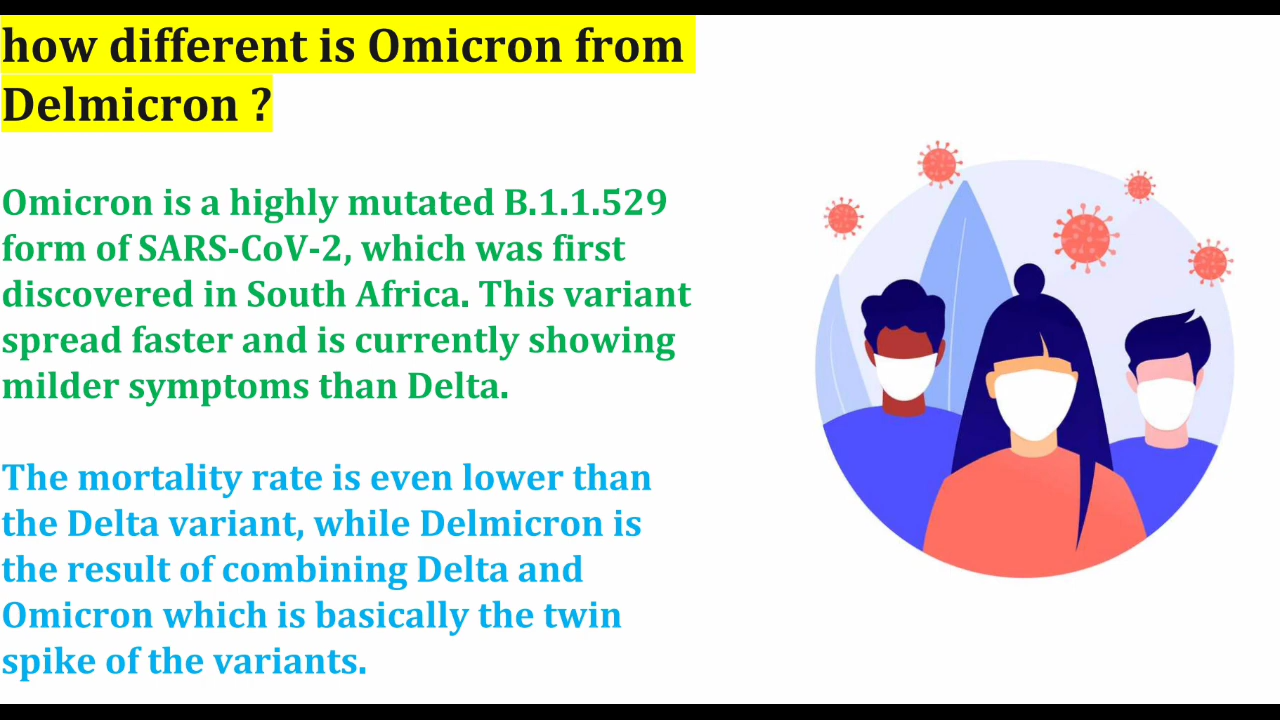 how different is Omicron from
Delmicron ?
Omicron is a highly mutated B.1.1.529
form of SARS-CoV-2, which was first
discovered in South Africa. This variant
spread faster and is currently showing
milder symptoms than Delta.
The mortality rate is even lower than
the Delta variant, while Delmicron is
the result of combining Delta and
Omicron which is basically the twin
spike of the variants.